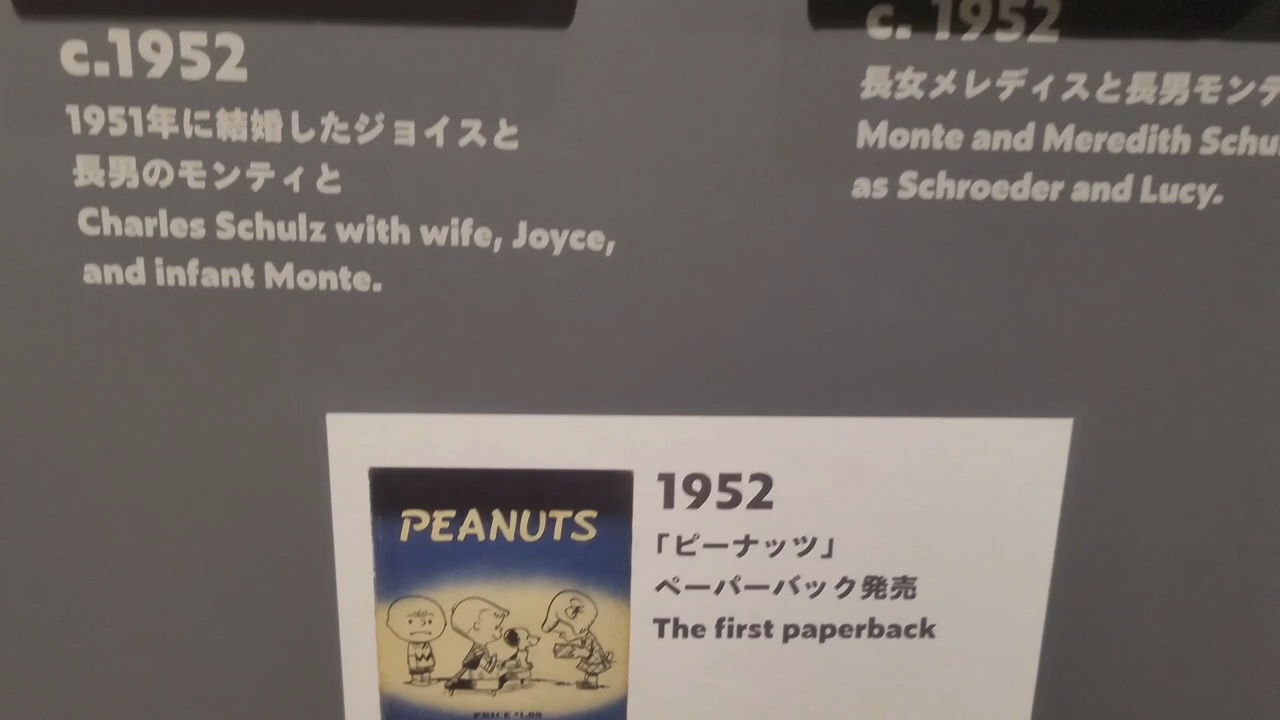 c.1952
1951年に結婚したジョイスと
長男のモンティと
Charles Schulz with wife, Joyce,
and infant Monte.
c. 1952
長女メレディスと長男モンテ
Monte and Meredith Schu
as Schroeder and Lucy.
PEANUTS
1952
「ピーナッツ」
ペーパーバック発売
The first paperback